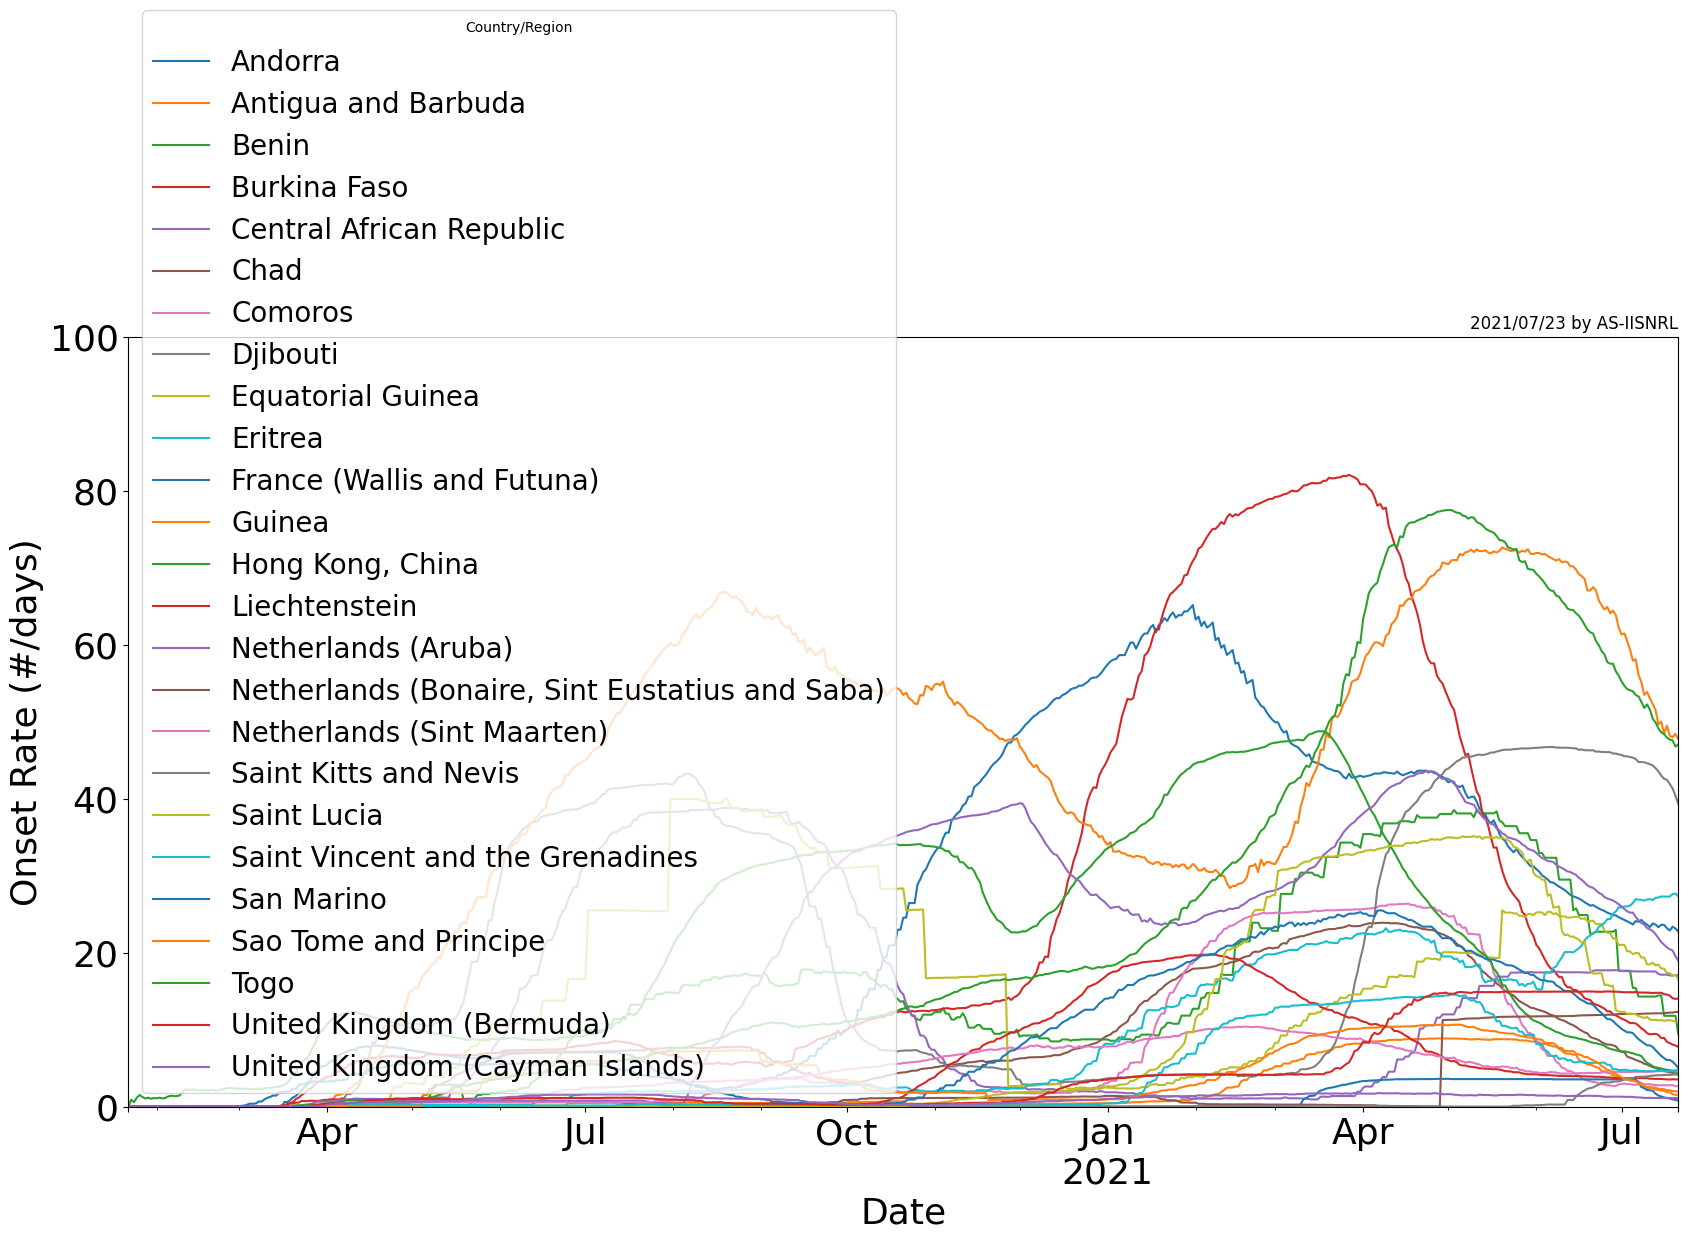 Country/Region
Andorra
Antigua and Barbuda
Benin
Burkina Faso
Central African Republic
Chad
Comoros
Djibouti
Equatorial Guinea
Eritrea
France (Wallis and Futuna)
Guinea
Hong Kong, China
Liechtenstein
Netherlands (Aruba)
Netherlands (Bonaire, Sint Eustatius and Saba)
Netherlands (Sint Maarten)
Saint Kitts and Nevis
Saint Lucia
Saint Vincent and the Grenadines
San Marino
Sao Tome and Principe
Togo
United Kingdom (Bermuda)
United Kingdom (Cayman Islands)
2021/07/23 by AS-IISNRL
100
80
60
40
20
0
Onset Rate (#/days)
Apr Jul Oct Jan Apr Jul
2021
Date